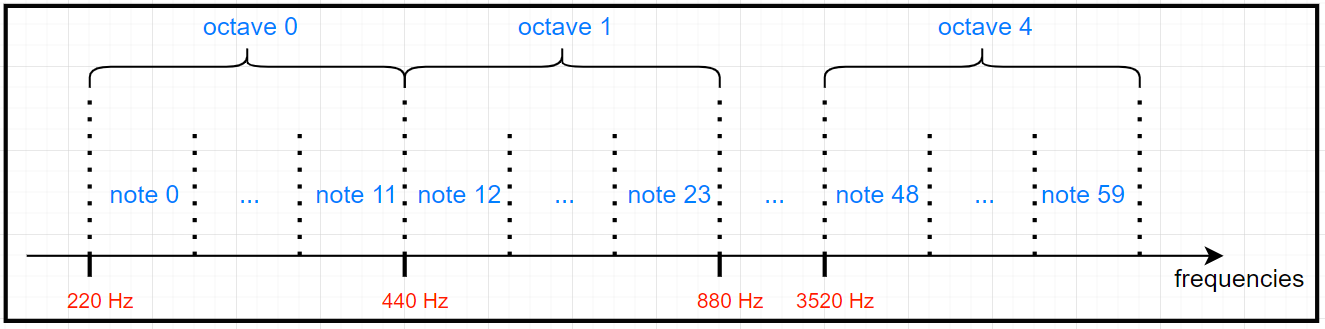 octave 0 octave 1 octave 4
note 0 ... note 11 note 12 ... note 23 ... note 48 ... note 59
frequencies
220 Hz 440 Hz 880 Hz 3520 Hz